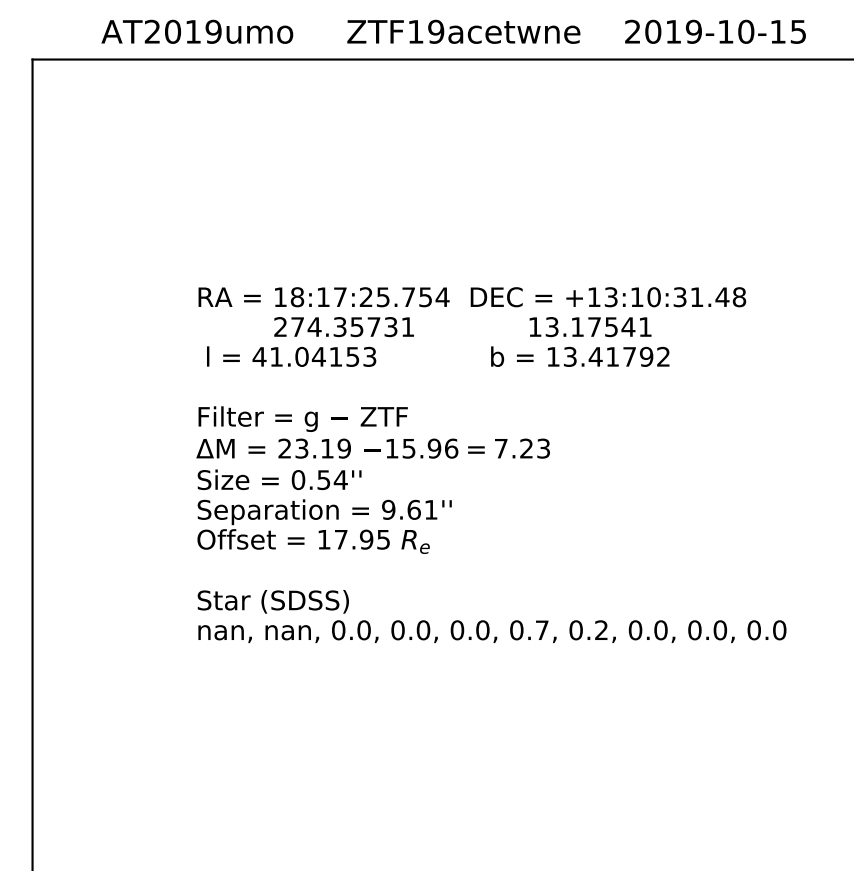 AT2019umo ZTF19acetwne 2019-10-15
RA = 18:17:25.754 DEC = +13:10:31.48
274.35731 13.17541
l = 41.04153 b = 13.41792
Filter = g − ZTF
ΔM = 23.19 −15.96 = 7.23
Size = 0.54''
Separation = 9.61''
Offset = 17.95 Rₑ
Star (SDSS)
nan, nan, 0.0, 0.0, 0.0, 0.7, 0.2, 0.0, 0.0, 0.0